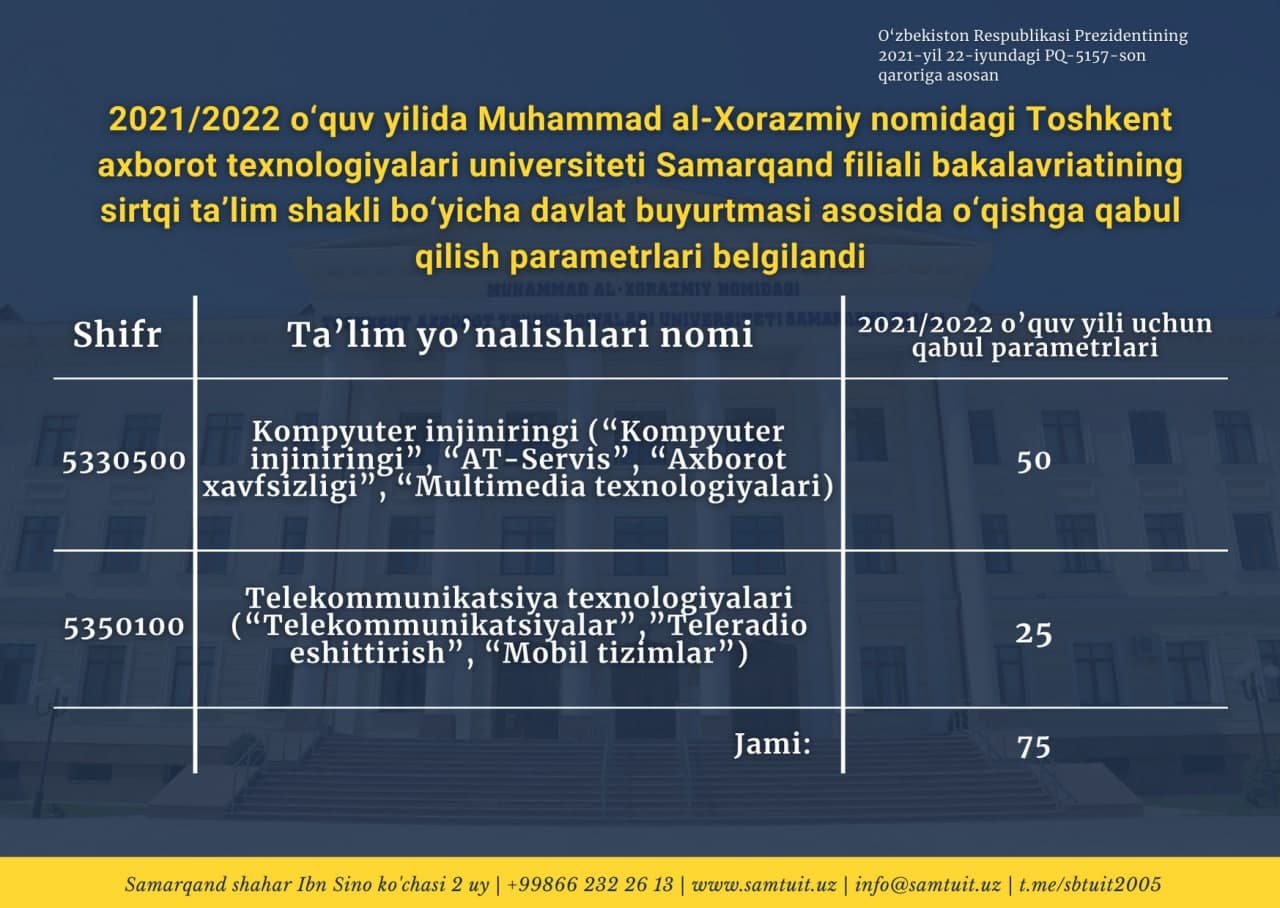 O‘zbekiston Respublikasi Prezidentining
2021-yil 22-iyundagi PQ-5157-son
qaroriga asosan
2021/2022 o‘quv yilida Muhammad al-Xorazmiy nomidagi Toshkent
axborot texnologiyalari universiteti Samarqand filiali bakalavriatining
sirtqi ta’lim shakli bo‘yicha davlat buyurtmasi asosida o‘qishga qabul
qilish parametrlari belgilandi
MUHAMMAD AL-XORAZMIY NOMIDAGI
Shifr
Ta’lim yo’nalishlari nomi
2021/2022 o’quv yili uchun
qabul parametrlari
5330500
Kompyuter injiniringi (“Kompyuter
injiniringi”, “AT-Servis”, “Axborot
xavfsizligi”, “Multimedia texnologiyalari)
50
5350100
Telekommunikatsiya texnologiyalari
(“Telekommunikatsiyalar”,”Teleradio
eshittirish”, “Mobil tizimlar”)
25
Jami:
75
Samarqand shahar Ibn Sino ko'chasi 2 uy | +99866 232 26 13 | www.samtuit.uz | info@samtuit.uz | t.me/sbtuit2005